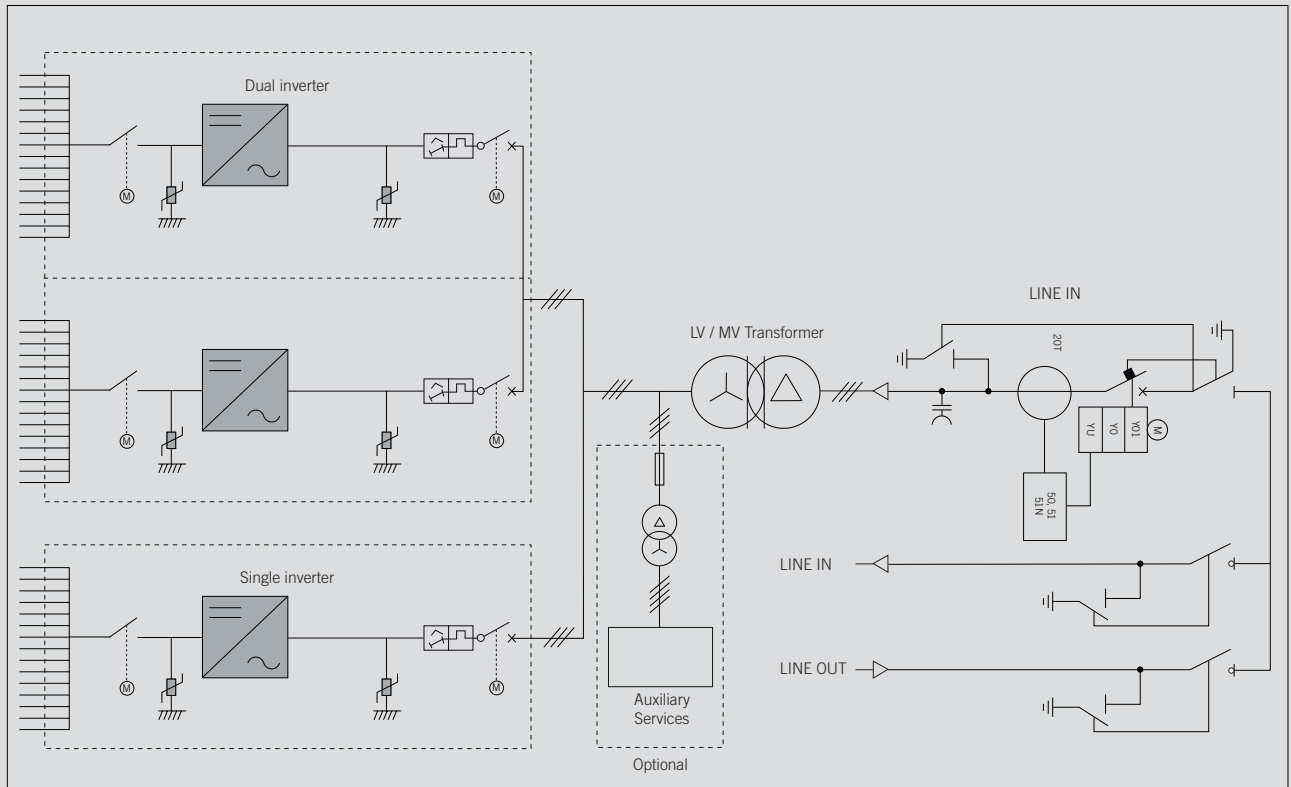 Dual inverter
M
M
LINE IN
LV / MV Transformer
20T
M
M
YU
Y0
Y01
M
50, 51
51N
LINE IN
Single inverter
LINE OUT
M
M
Auxiliary
Services
Optional